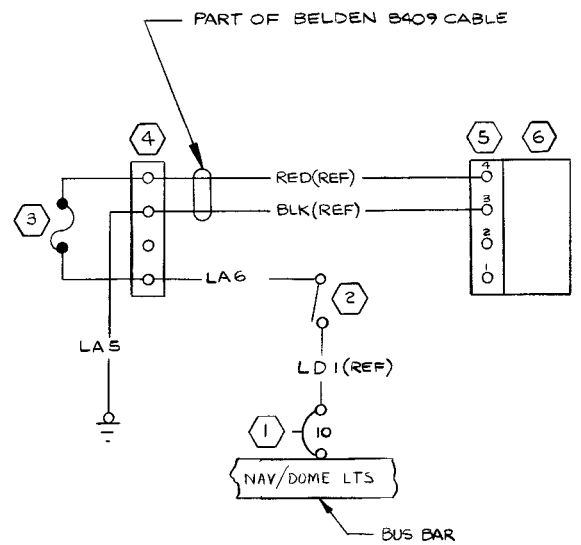 PART OF BELDEN 8409 CABLE
4
5
6
RED(REF)
4
3
BLK(REF)
3
2
LA6
1
2
LA5
LD1(REF)
1
10
NAV/DOME LTS
BUS BAR